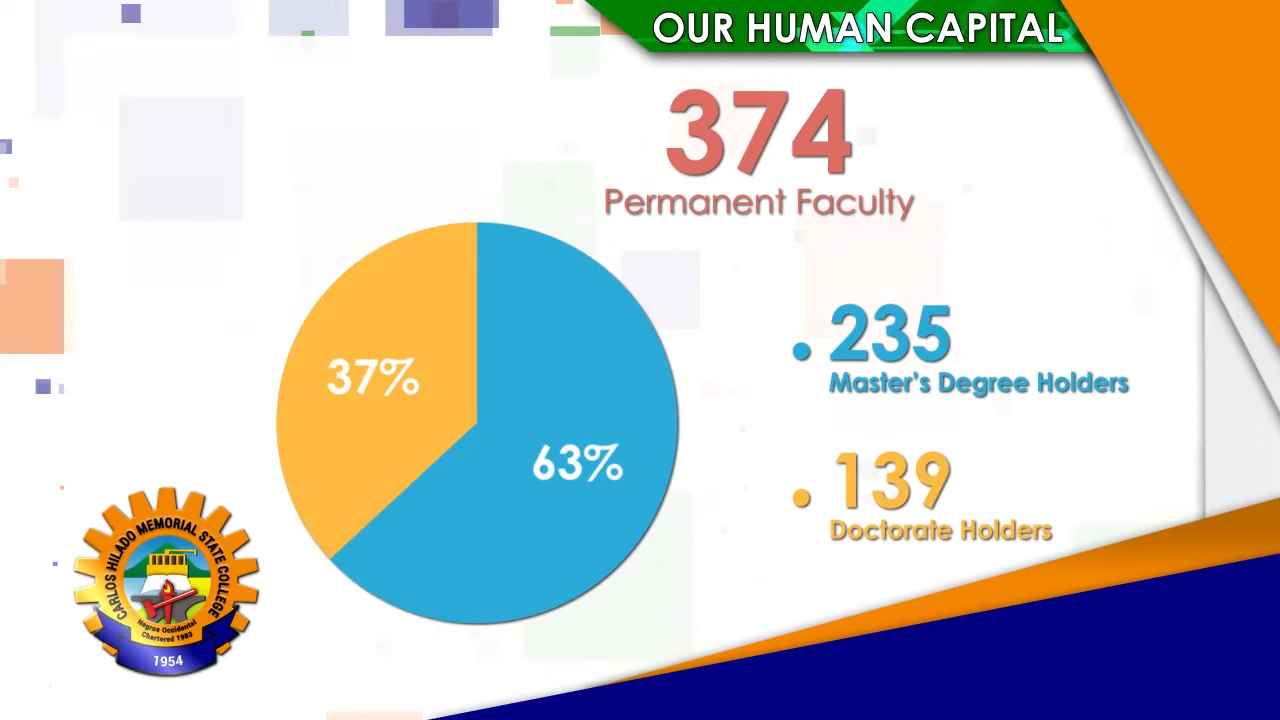 OUR HUMAN CAPITAL
374
Permanent Faculty
37%
63%
• 235
Master's Degree Holders
• 139
Doctorate Holders
CARLOS HILADO MEMORIAL STATE COLLEGE
Negros Occidental
Chartered 1983
1954